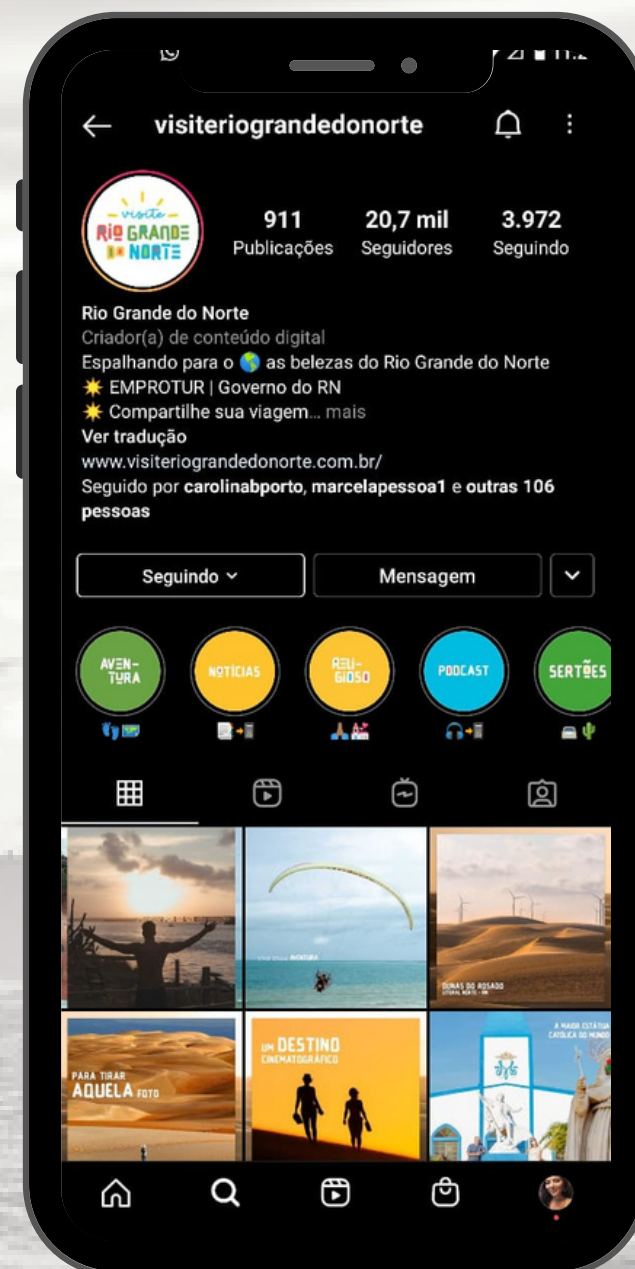 visiteriograndedonorte
visite
RIO GRANDE
DO NORTE
911
Publicações
20,7 mil
Seguidores
3.972
Seguindo
Rio Grande do Norte
Criador(a) de conteúdo digital
Espalhando para o 🌎 as belezas do Rio Grande do Norte
✴️ EMPROTUR | Governo do RN
✴️ Compartilhe sua viagem... mais
Ver tradução
www.visiteriograndedonorte.com.br/
Seguido por carolinabporto, marcelapessoa1 e outras 106
pessoas
Seguindo
Mensagem
AVEN-
TURA
NOTÍCIAS
RELI-
GIOSO
PODCAST
SERTÕES
DUNAS DO ROSADO
LITORAL NORTE - RN
PARA TIRAR
AQUELA FOTO
UM DESTINO
CINEMATOGRÁFICO
A MAIOR ESTÁTUA
CATÓLICA DO MUNDO